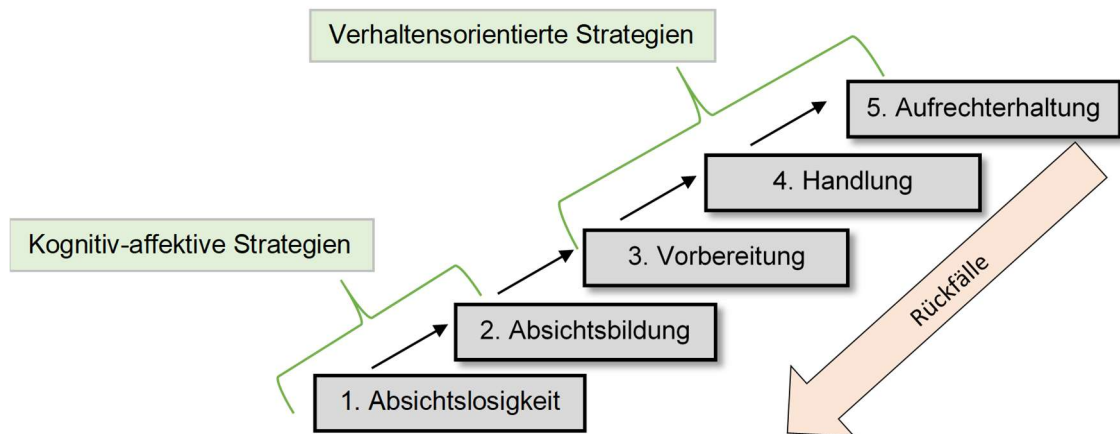 Verhaltensorientierte Strategien
5. Aufrechterhaltung
4. Handlung
Kognitiv-affektive Strategien
3. Vorbereitung
Rückfälle
2. Absichtsbildung
1. Absichtslosigkeit